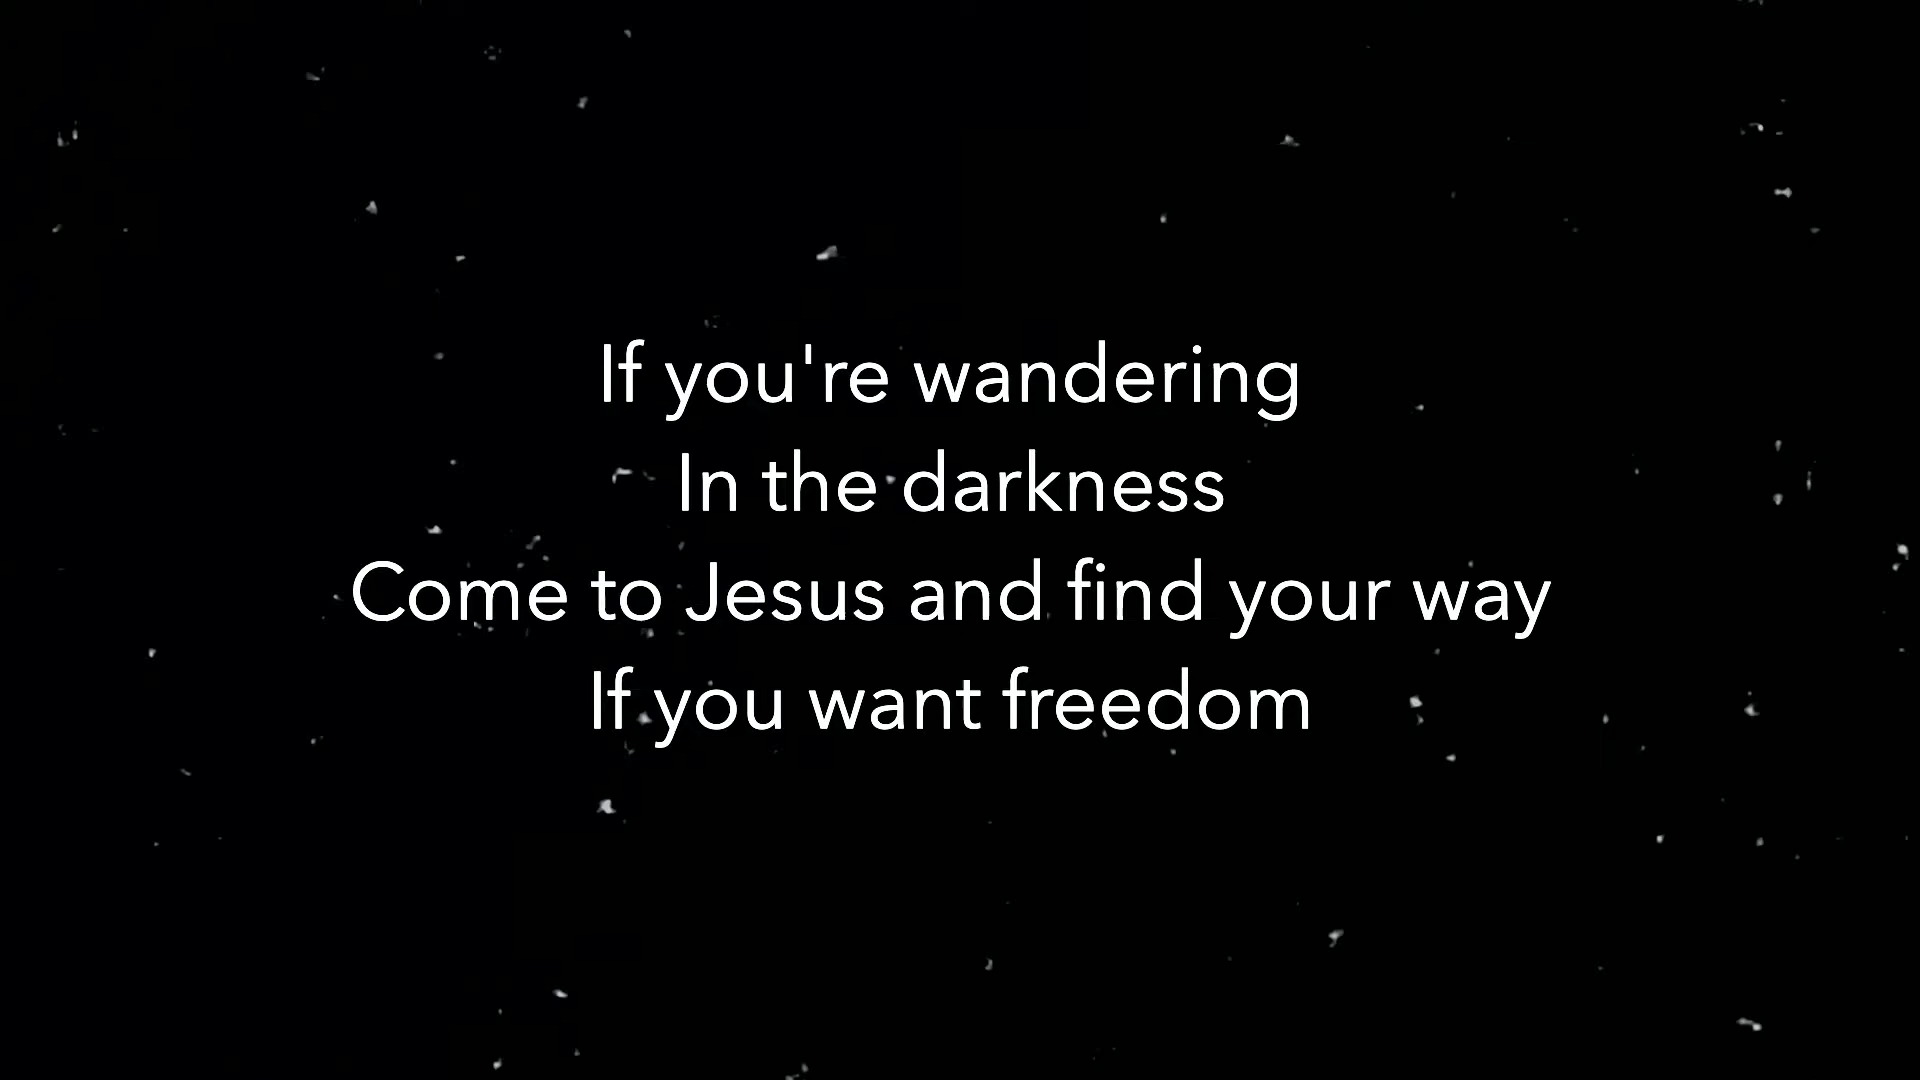 If you're wandering
In the darkness
Come to Jesus and find your way
If you want freedom